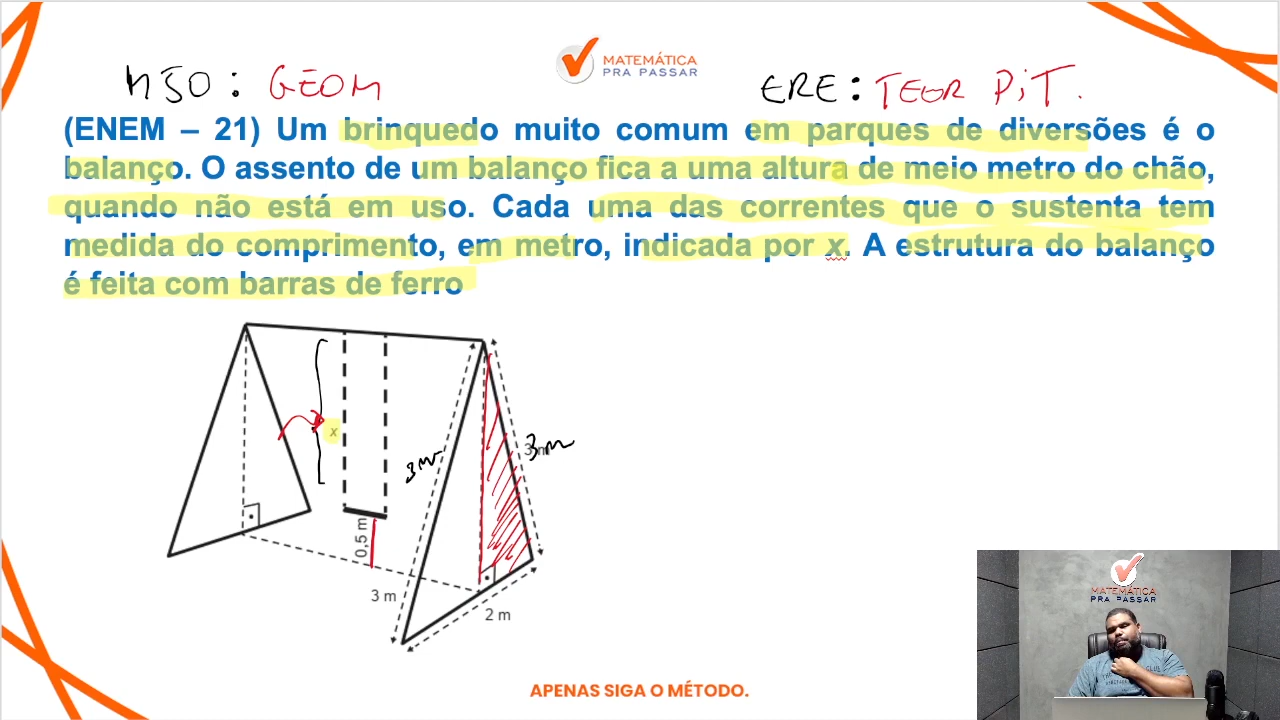 MATEMÁTICA
PRA PASSAR
MJO: GEOM
ERE: TEOR PIT.
(ENEM – 21) Um brinquedo muito comum em parques de diversões é o
balanço. O assento de um balanço fica a uma altura de meio metro do chão,
quando não está em uso. Cada uma das correntes que o sustenta tem
medida do comprimento, em metro, indicada por x. A estrutura do balanço
é feita com barras de ferro
x
3m
3m
0,5 m
3 m
2 m
MATEMÁTICA
PRA PASSAR
APENAS SIGA O MÉTODO.